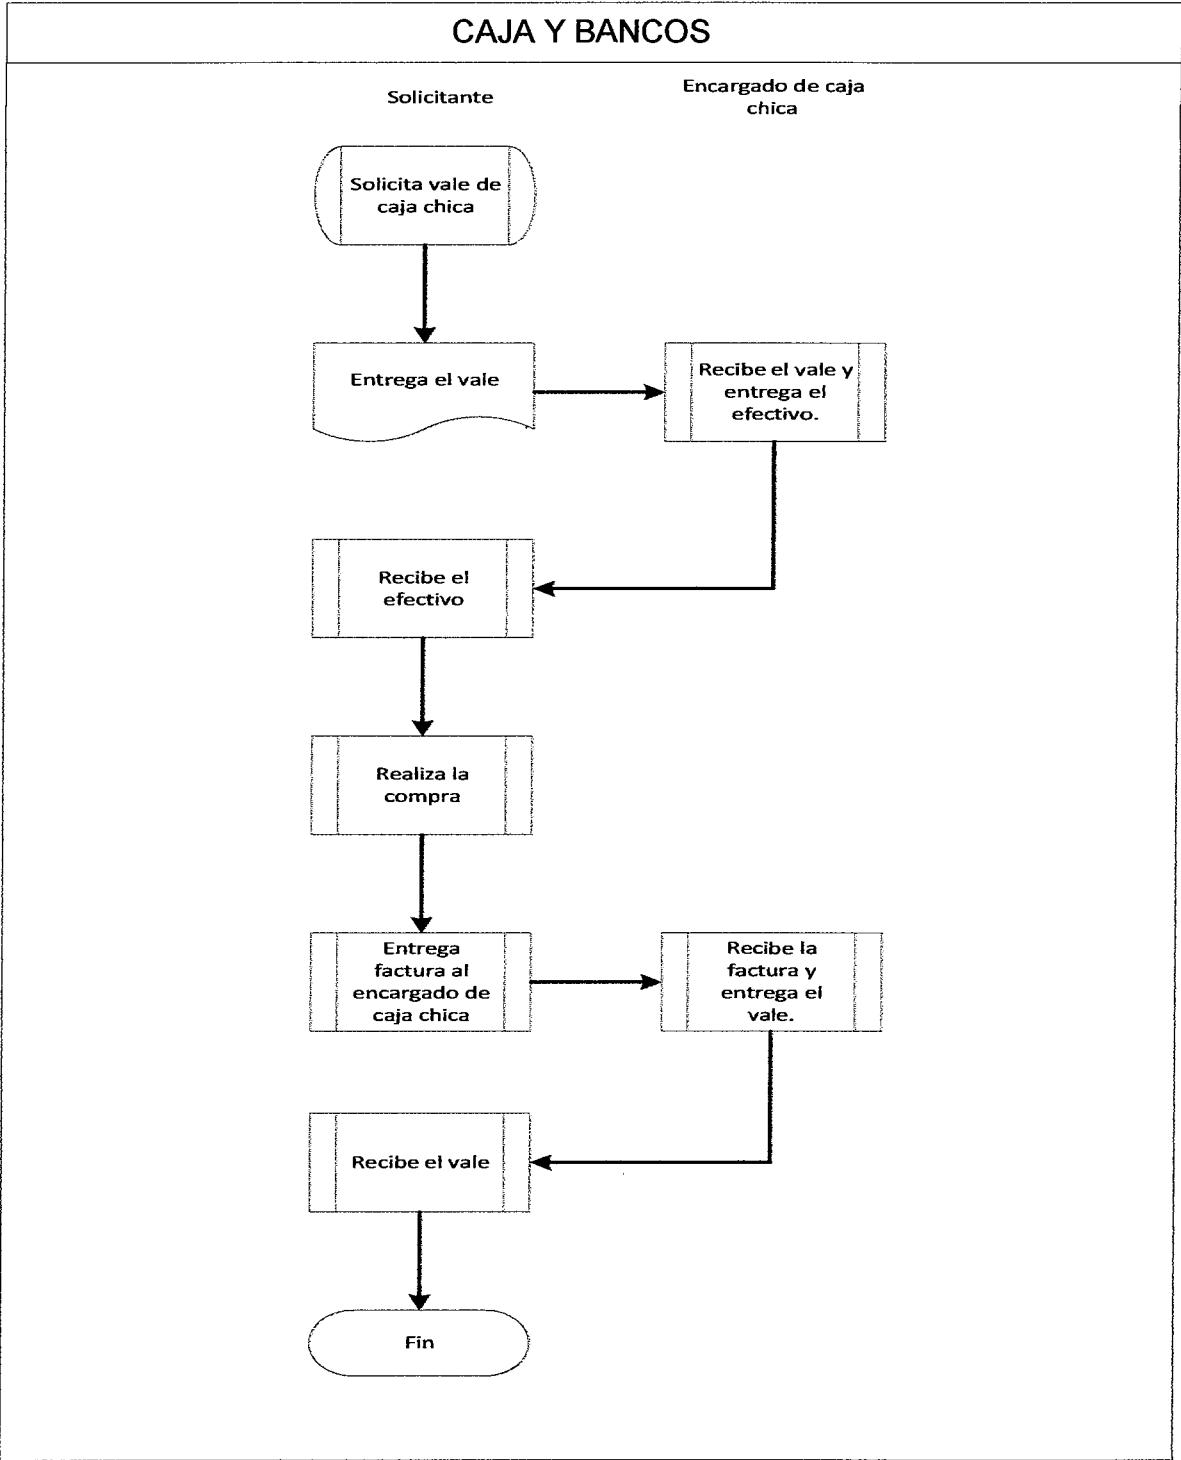 CAJA Y BANCOS
Solicitante
Encargado de caja
chica
Solicita vale de
caja chica
Entrega el vale
Recibe el vale y
entrega el
efectivo.
Recibe el
efectivo
Realiza la
compra
Entrega
factura al
encargado de
caja chica
Recibe la
factura y
entrega el
vale.
Recibe el vale
Fin